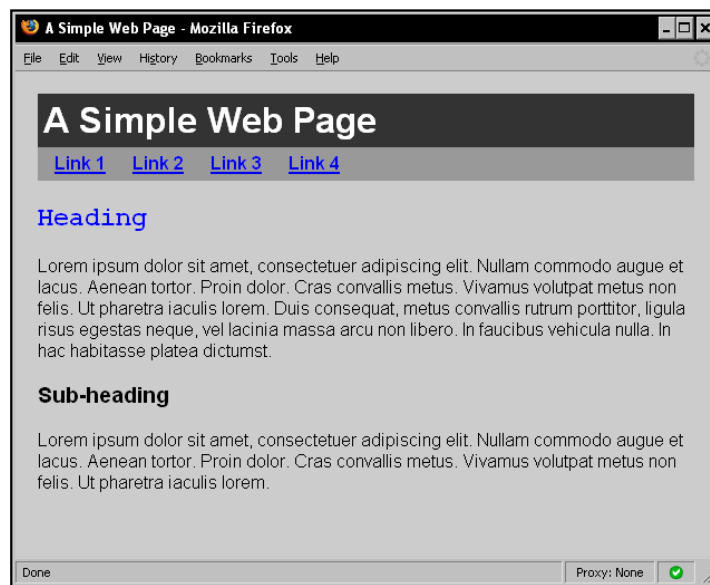 A Simple Web Page - Mozilla Firefox
File Edit View History Bookmarks Tools Help
A Simple Web Page
Link 1 Link 2 Link 3 Link 4
Heading
Lorem ipsum dolor sit amet, consectetuer adipiscing elit. Nullam commodo augue et
lacus. Aenean tortor. Proin dolor. Cras convallis metus. Vivamus volutpat metus non
felis. Ut pharetra iaculis lorem. Duis consequat, metus convallis rutrum porttitor, ligula
risus egestas neque, vel lacinia massa arcu non libero. In faucibus vehicula nulla. In
hac habitasse platea dictumst.
Sub-heading
Lorem ipsum dolor sit amet, consectetuer adipiscing elit. Nullam commodo augue et
lacus. Aenean tortor. Proin dolor. Cras convallis metus. Vivamus volutpat metus non
felis. Ut pharetra iaculis lorem.
Done Proxy: None